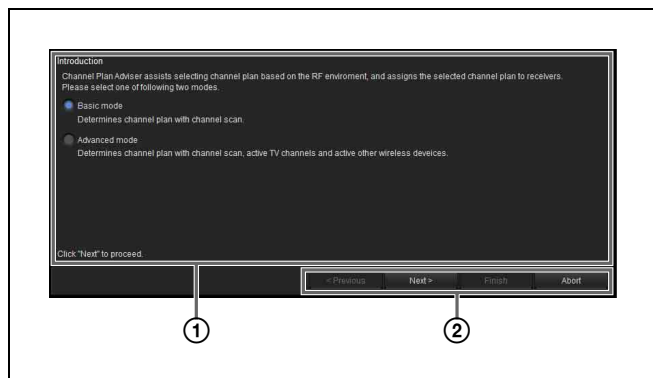 Introduction
Channel Plan Adviser assists selecting channel plan based on the RF enviroment, and assigns the selected channel plan to receivers.
Please select one of following two modes.
Basic mode
Determines channel plan with channel scan.
Advanced mode
Determines channel plan with channel scan, active TV channels and active other wireless deveices.
Click "Next" to proceed.
< Previous Next > Finish Abort
1 2